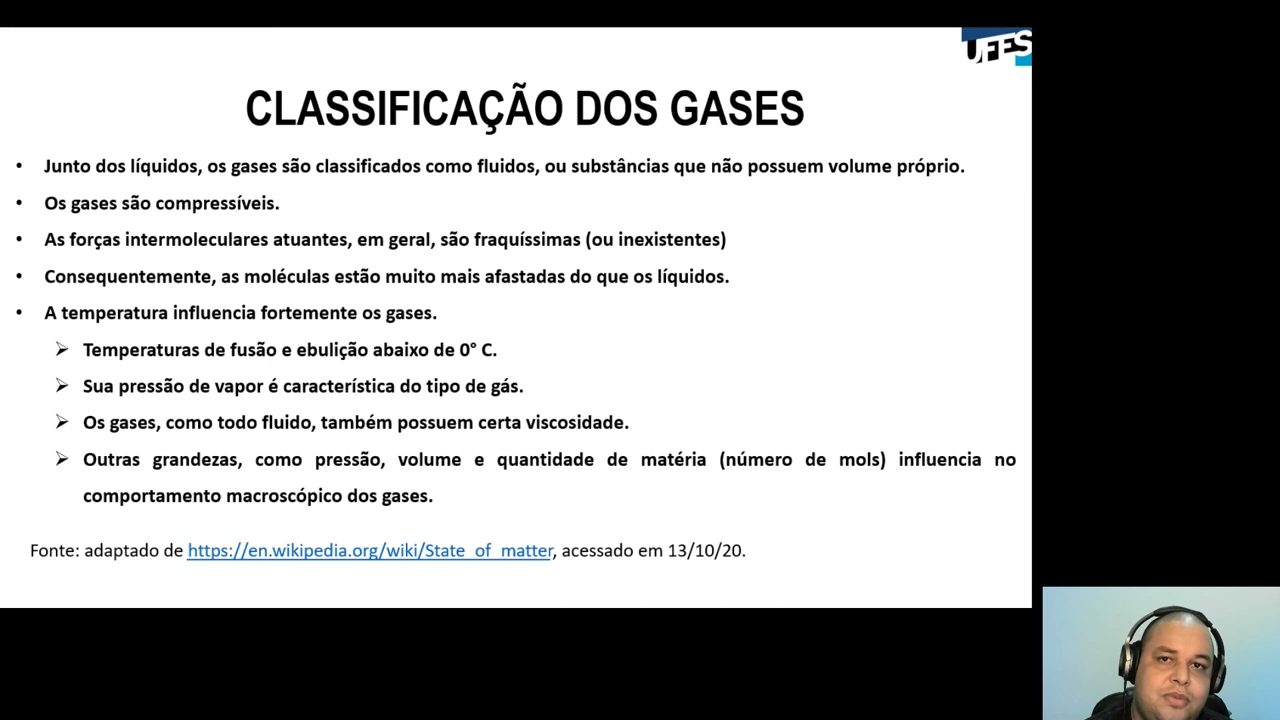 UFES
CLASSIFICAÇÃO DOS GASES
• Junto dos líquidos, os gases são classificados como fluidos, ou substâncias que não possuem volume próprio.
• Os gases são compressíveis.
• As forças intermoleculares atuantes, em geral, são fraquíssimas (ou inexistentes)
• Consequentemente, as moléculas estão muito mais afastadas do que os líquidos.
• A temperatura influencia fortemente os gases.
➢ Temperaturas de fusão e ebulição abaixo de 0° C.
➢ Sua pressão de vapor é característica do tipo de gás.
➢ Os gases, como todo fluido, também possuem certa viscosidade.
➢ Outras grandezas, como pressão, volume e quantidade de matéria (número de mols) influencia no
comportamento macroscópico dos gases.
Fonte: adaptado de https://en.wikipedia.org/wiki/State_of_matter, acessado em 13/10/20.